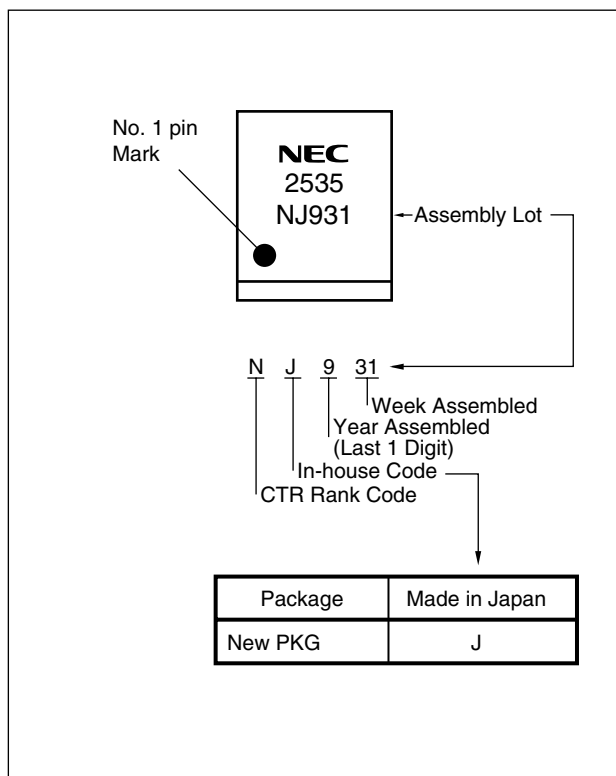 No. 1 pin
Mark
NEC
2535
NJ931
Assembly Lot
N J 9 31
Week Assembled
Year Assembled
(Last 1 Digit)
In-house Code
CTR Rank Code
Package Made in Japan
New PKG J